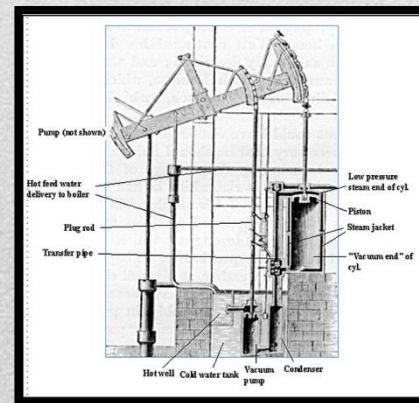 Pump (not shown)
Hot feed water
delivery to boiler
Plug rod
Transfer pipe
Low pressure
steam end of cyl.
Piston
Steam jacket
"Vacuum end" of
cyl.
Hot well
Cold water tank
Vacuum
pump
Condenser